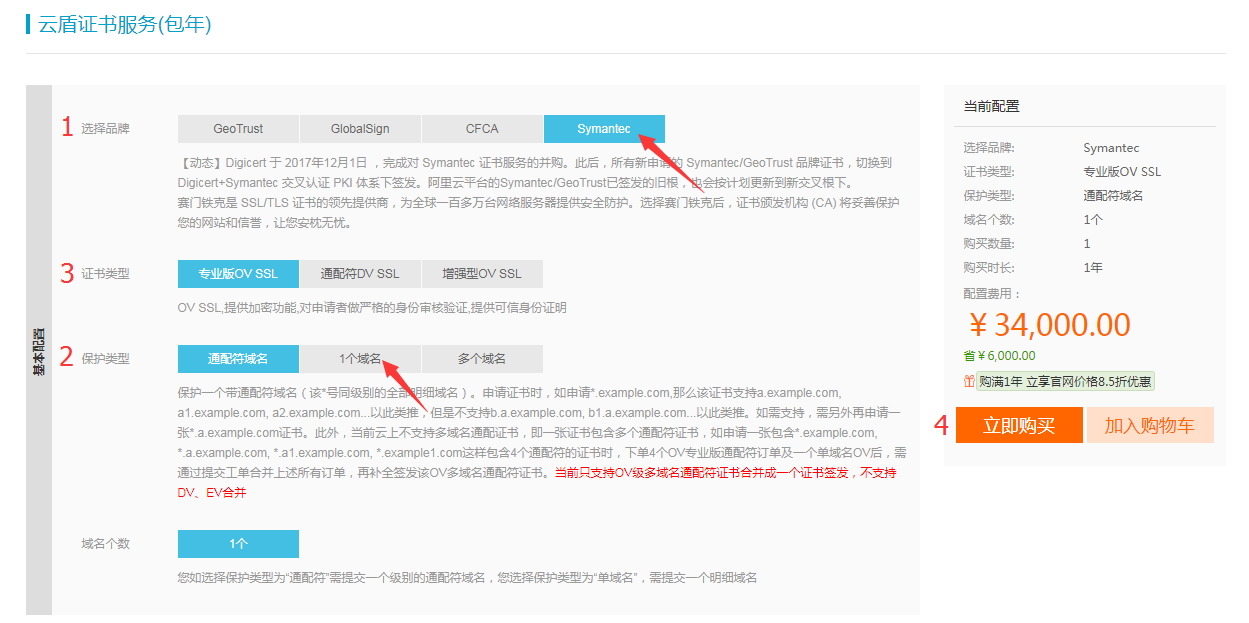 云盾证书服务(包年)
基本配置
1 选择品牌 GeoTrust GlobalSign CFCA Symantec
【动态】Digicert 于 2017年12月1日 ，完成对 Symantec 证书服务的并购。此后，所有新申请的 Symantec/GeoTrust 品牌证书，切换到
Digicert+Symantec 交叉认证 PKI 体系下签发。阿里云平台的Symantec/GeoTrust已签发的旧根，也会按计划更新到新交叉根下。
赛门铁克是 SSL/TLS 证书的领先提供商，为全球一百多万台网络服务器提供安全防护。选择赛门铁克后，证书颁发机构 (CA) 将妥善保护
您的网站和信誉，让您安枕无忧。
3 证书类型 专业版OV SSL 通配符DV SSL 增强型OV SSL
OV SSL,提供加密功能,对申请者做严格的身份审核验证,提供可信身份证明
2 保护类型 通配符域名 1个域名 多个域名
保护一个带通配符域名（该*号同级别的全部明细域名）。申请证书时，如申请*.example.com,那么该证书支持a.example.com,
a1.example.com, a2.example.com...以此类推，但是不支持b.a.example.com, b1.a.example.com...以此类推。如需支持，需另外再申请一
张*.a.example.com证书。此外，当前云上不支持多域名通配证书，即一张证书包含多个通配符证书，如申请一张包含*.example.com,
*.a.example.com, *.a1.example.com, *.example1.com这样包含4个通配符的证书时，下单4个OV专业版通配符订单及一个单域名OV后，需
通过提交工单合并上述所有订单，再补全签发该OV多域名通配符证书。当前只支持OV级多域名通配符证书合并成一个证书签发，不支持
DV、EV合并
域名个数 1个
您如选择保护类型为“通配符”需提交一个级别的通配符域名，您选择保护类型为“单域名”，需提交一个明细域名
当前配置
选择品牌: Symantec
证书类型: 专业版OV SSL
保护类型: 通配符域名
域名个数: 1个
购买数量: 1
购买时长: 1年
配置费用：
¥ 34,000.00
省¥6,000.00
购满1年 立享官网价格8.5折优惠
4 立即购买 加入购物车